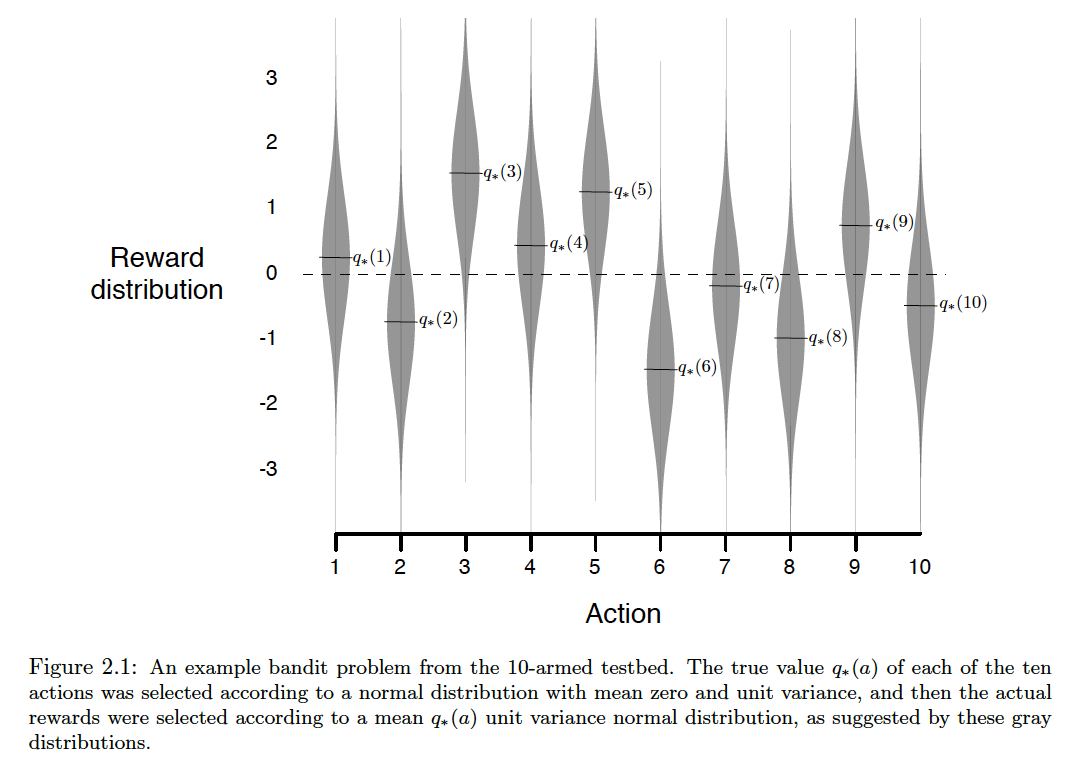 3
2
1
0
-1
-2
-3
Reward
distribution
q*(1)
q*(2)
q*(3)
q*(4)
q*(5)
q*(6)
q*(7)
q*(8)
q*(9)
q*(10)
1 2 3 4 5 6 7 8 9 10
Action
Figure 2.1: An example bandit problem from the 10-armed testbed. The true value q*(a) of each of the ten
actions was selected according to a normal distribution with mean zero and unit variance, and then the actual
rewards were selected according to a mean q*(a) unit variance normal distribution, as suggested by these gray
distributions.